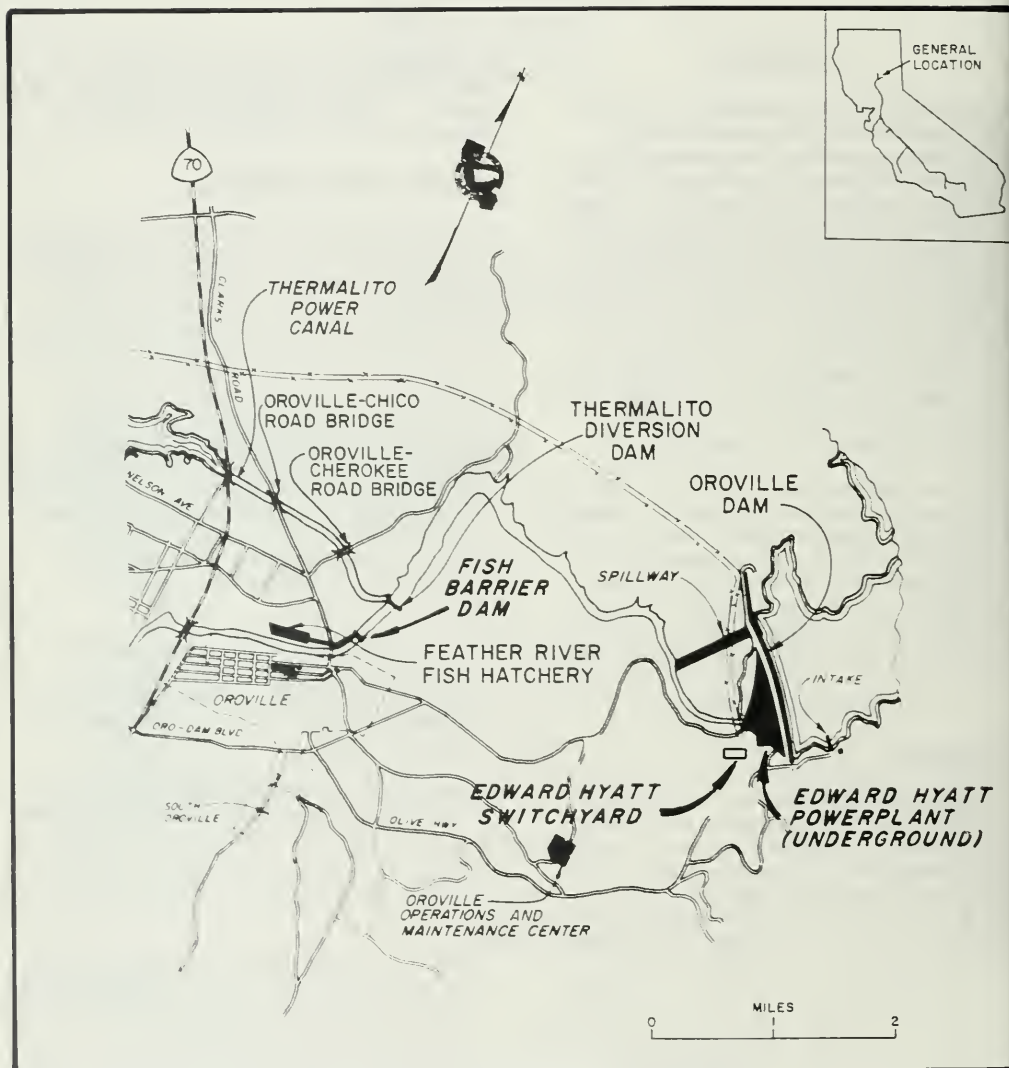 GENERAL
LOCATION
70
CLARKS
ROAD
THERMALITO
POWER
CANAL
OROVILLE-CHICO
ROAD BRIDGE
OROVILLE-
CHEROKEE
ROAD BRIDGE
THERMALITO
DIVERSION
DAM
OROVILLE
DAM
NELSON AVE
FISH
BARRIER
DAM
SPILLWAY
FEATHER RIVER
FISH HATCHERY
INTAKE
OROVILLE
ORO-DAM BLVD
EDWARD HYATT
SWITCHYARD
EDWARD HYATT
POWERPLANT
(UNDERGROUND)
SOUTH
OROVILLE
OLIVE HWY
OROVILLE
OPERATIONS AND
MAINTENANCE CENTER
MILES
0 1 2